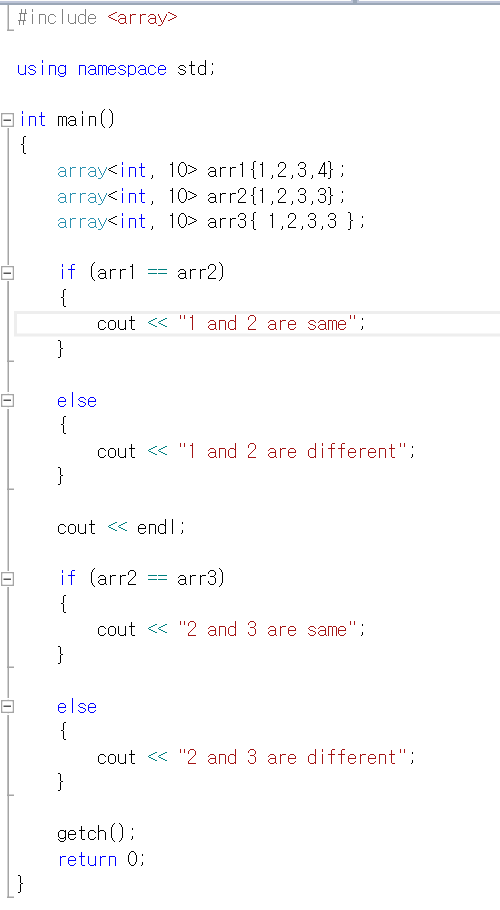 #include <array>
using namespace std;
int main()
{
array<int, 10> arr1{1,2,3,4};
array<int, 10> arr2{1,2,3,3};
array<int, 10> arr3{ 1,2,3,3 };
if (arr1 == arr2)
{
cout << "1 and 2 are same";
}
else
{
cout << "1 and 2 are different";
}
cout << endl;
if (arr2 == arr3)
{
cout << "2 and 3 are same";
}
else
{
cout << "2 and 3 are different";
}
getch();
return 0;
}